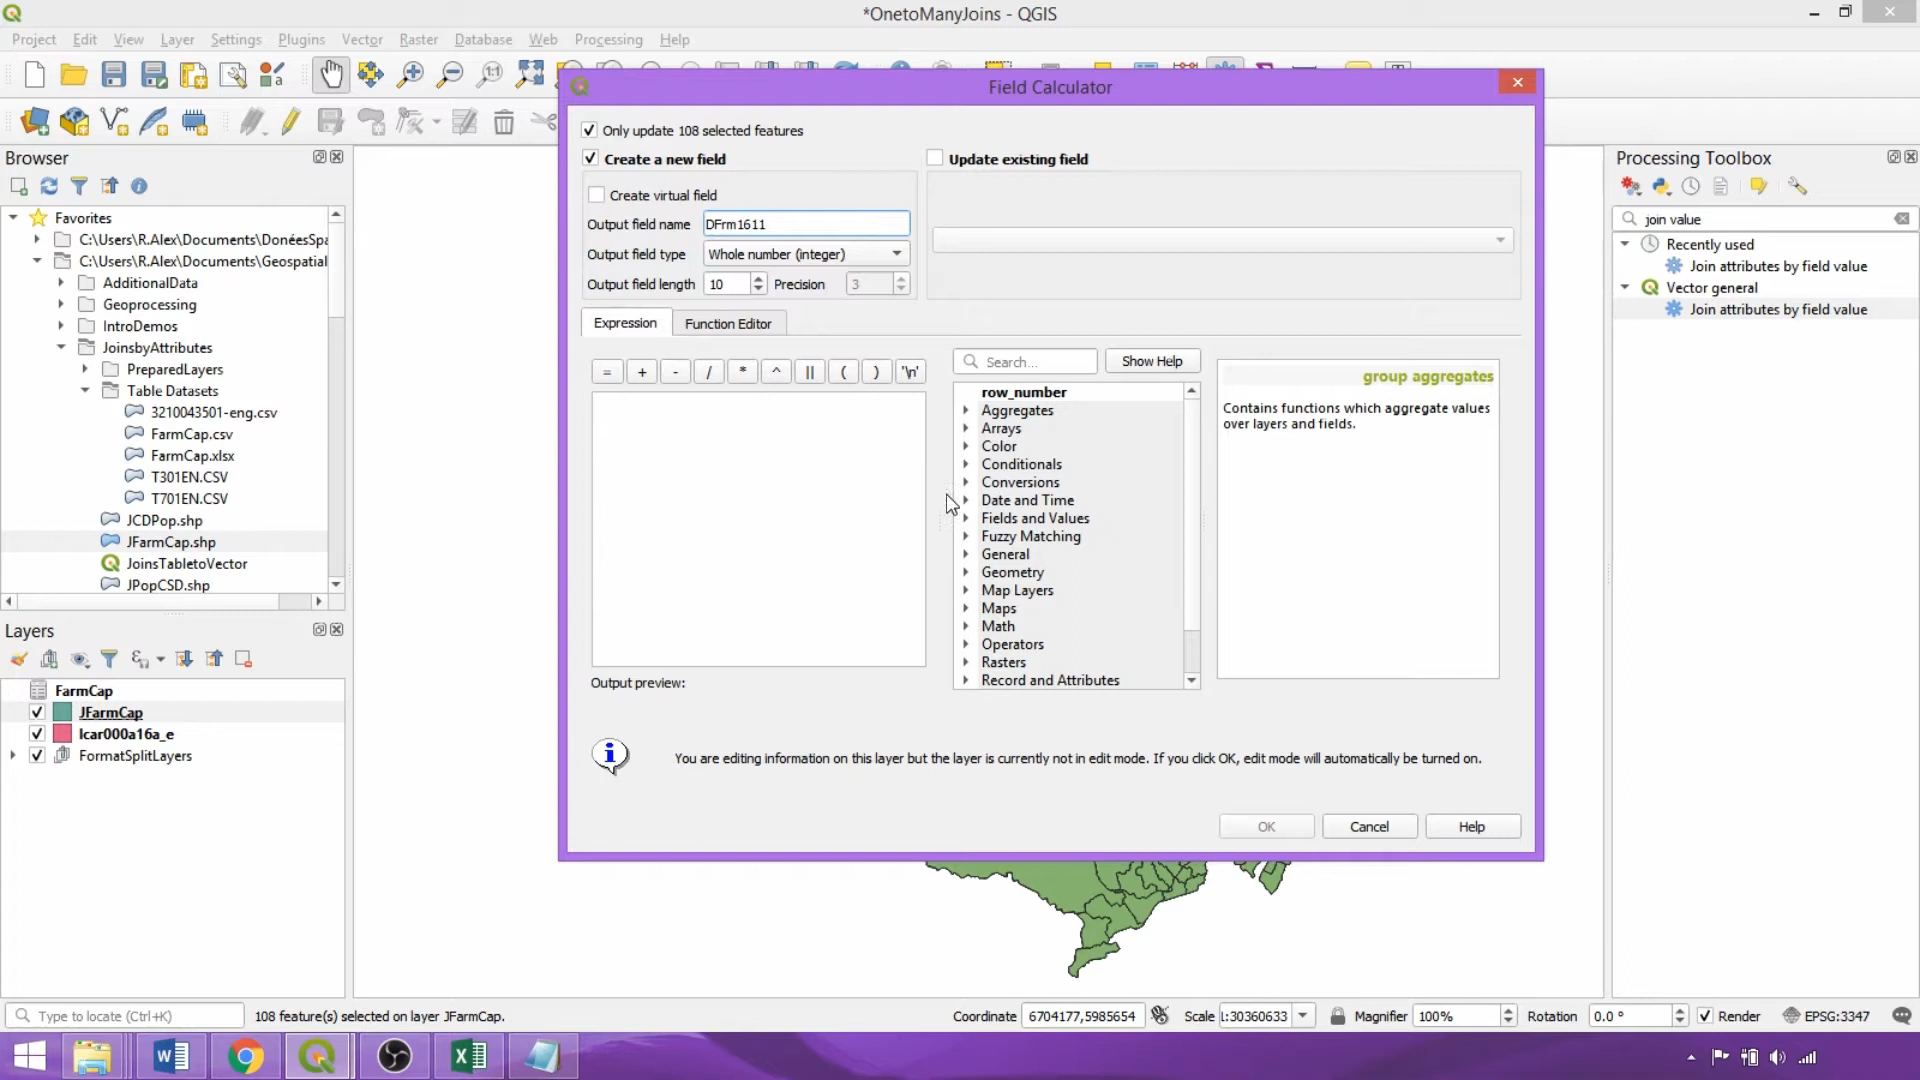 *OnetoManyJoins - QGIS
Project Edit View Layer Settings Plugins Vector Raster Database Web Processing Help
Field Calculator
Only update 108 selected features
Create a new field
Update existing field
Create virtual field
Output field name DFrm1611
Output field type Whole number (integer)
Output field length 10 Precision 3
Expression Function Editor
= + - / * ^ || ( ) '\n'
Search...
Show Help
row_number
Aggregates
Arrays
Color
Conditionals
Conversions
Date and Time
Fields and Values
Fuzzy Matching
General
Geometry
Map Layers
Maps
Math
Operators
Rasters
Record and Attributes
group aggregates
Contains functions which aggregate values
over layers and fields.
Output preview:
You are editing information on this layer but the layer is currently not in edit mode. If you click OK, edit mode will automatically be turned on.
OK Cancel Help
Browser
Favorites
C:\Users\R.Alex\Documents\DonéesSpa
C:\Users\R.Alex\Documents\Geospatial
AdditionalData
Geoprocessing
IntroDemos
JoinsbyAttributes
PreparedLayers
Table Datasets
3210043501-eng.csv
FarmCap.csv
FarmCap.xlsx
T301EN.CSV
T701EN.CSV
JCDPop.shp
JFarmCap.shp
JoinsTabletoVector
JPopCSD.shp
Layers
FarmCap
JFarmCap
lcar000a16a_e
FormatSplitLayers
Processing Toolbox
join value
Recently used
Join attributes by field value
Vector general
Join attributes by field value
Type to locate (Ctrl+K)
108 feature(s) selected on layer JFarmCap.
Coordinate 6704177,5985654
Scale 1:30360633
Magnifier 100%
Rotation 0.0 °
Render
EPSG:3347